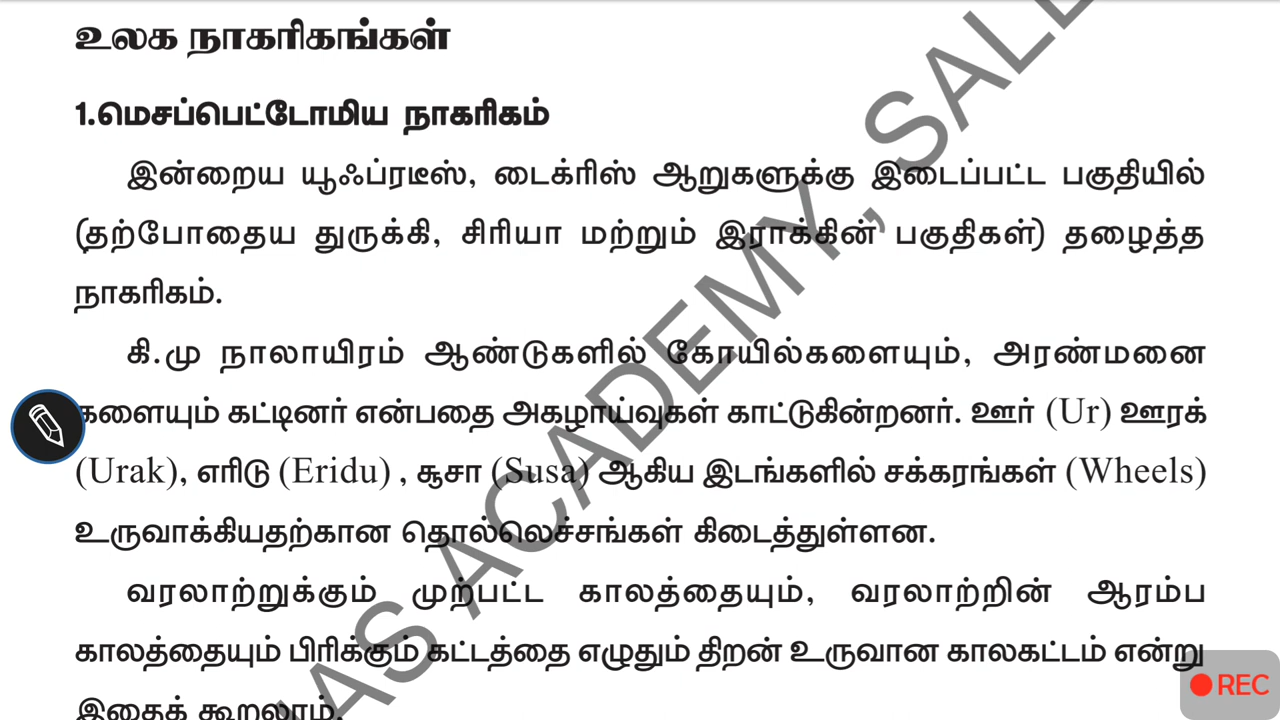 உலக நாகரிகங்கள்
1.மெசப்பெட்டோமிய நாகரிகம்
இன்றைய யூஃப்ரடீஸ், டைக்ரிஸ் ஆறுகளுக்கு இடைப்பட்ட பகுதியில்
(தற்போதைய துருக்கி, சிரியா மற்றும் இராக்கின் பகுதிகள்) தழைத்த
நாகரிகம்.
கி.மு நாலாயிரம் ஆண்டுகளில் கோயில்களையும், அரண்மனை
களையும் கட்டினர் என்பதை அகழாய்வுகள் காட்டுகின்றனர். ஊர் (Ur) ஊரக்
(Urak), எரிடு (Eridu) , சூசா (Susa) ஆகிய இடங்களில் சக்கரங்கள் (Wheels)
உருவாக்கியதற்கான தொல்லெச்சங்கள் கிடைத்துள்ளன.
வரலாற்றுக்கும் முற்பட்ட காலத்தையும், வரலாற்றின் ஆரம்ப
காலத்தையும் பிரிக்கும் கட்டத்தை எழுதும் திறன் உருவான காலகட்டம் என்று
இதைக் கூறலாம்.
IAS ACADEMY, SALE
REC